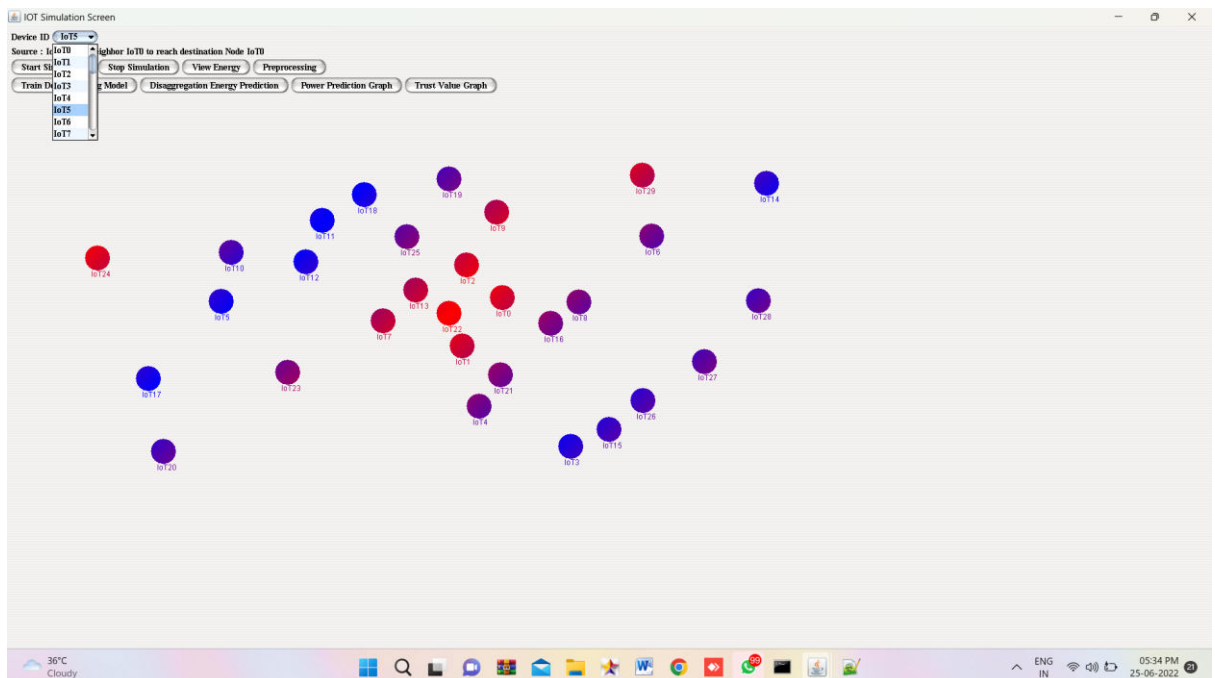 IOT Simulation Screen
Device ID IoT5
Source : Io ighbor IoT0 to reach destination Node IoT0
IoT0
IoT1
IoT2
IoT3
IoT4
IoT5
IoT6
IoT7
Start Si Stop Simulation View Energy Preprocessing
Train De g Model Disaggregation Energy Prediction Power Prediction Graph Trust Value Graph
IoT19
IoT29
IoT14
IoT18
IoT9
IoT11
IoT25
IoT6
IoT10
IoT24
IoT12
IoT2
IoT13
IoT0
IoT5
IoT8
IoT28
IoT22
IoT7
IoT16
IoT1
IoT27
IoT23
IoT21
IoT17
IoT26
IoT4
IoT15
IoT3
IoT20
36°C
Cloudy
99
ENG
IN
05:34 PM
25-06-2022
21